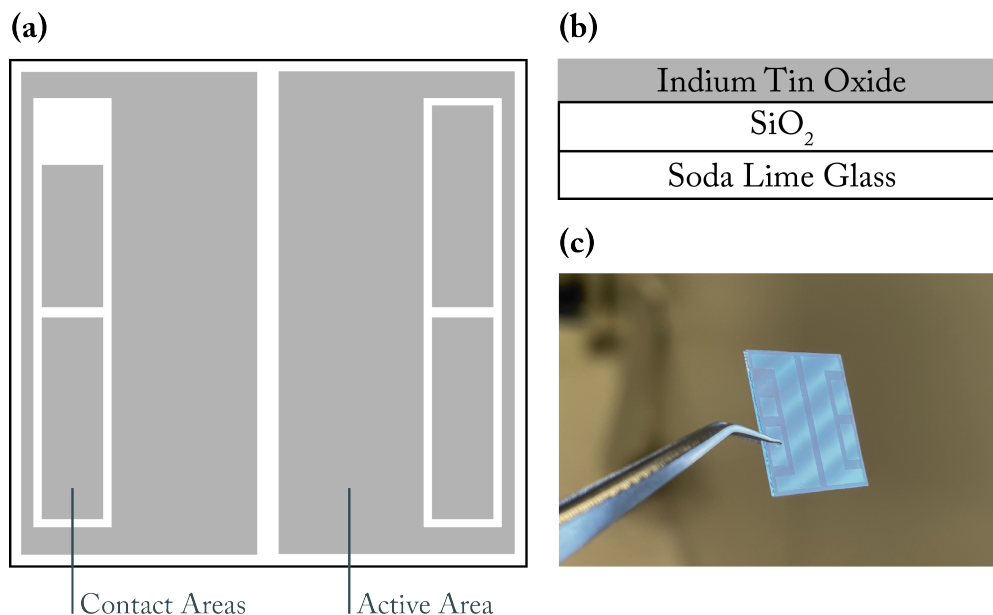 (a)
Contact Areas
Active Area
(b)
Indium Tin Oxide
SiO₂
Soda Lime Glass
(c)